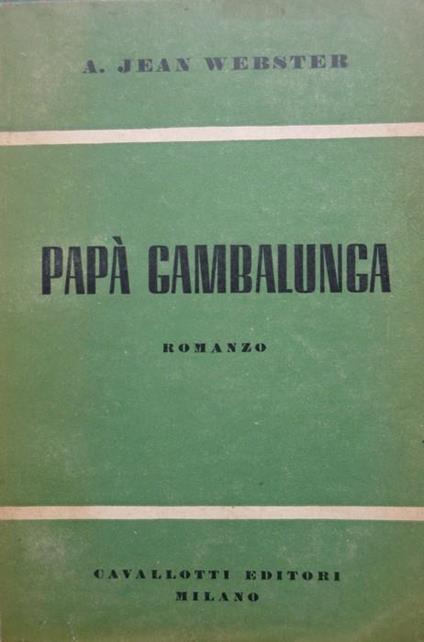 A. JEAN WEBSTER
PAPÀ GAMBALUNGA
ROMANZO
CAVALLOTTI EDITORI
MILANO